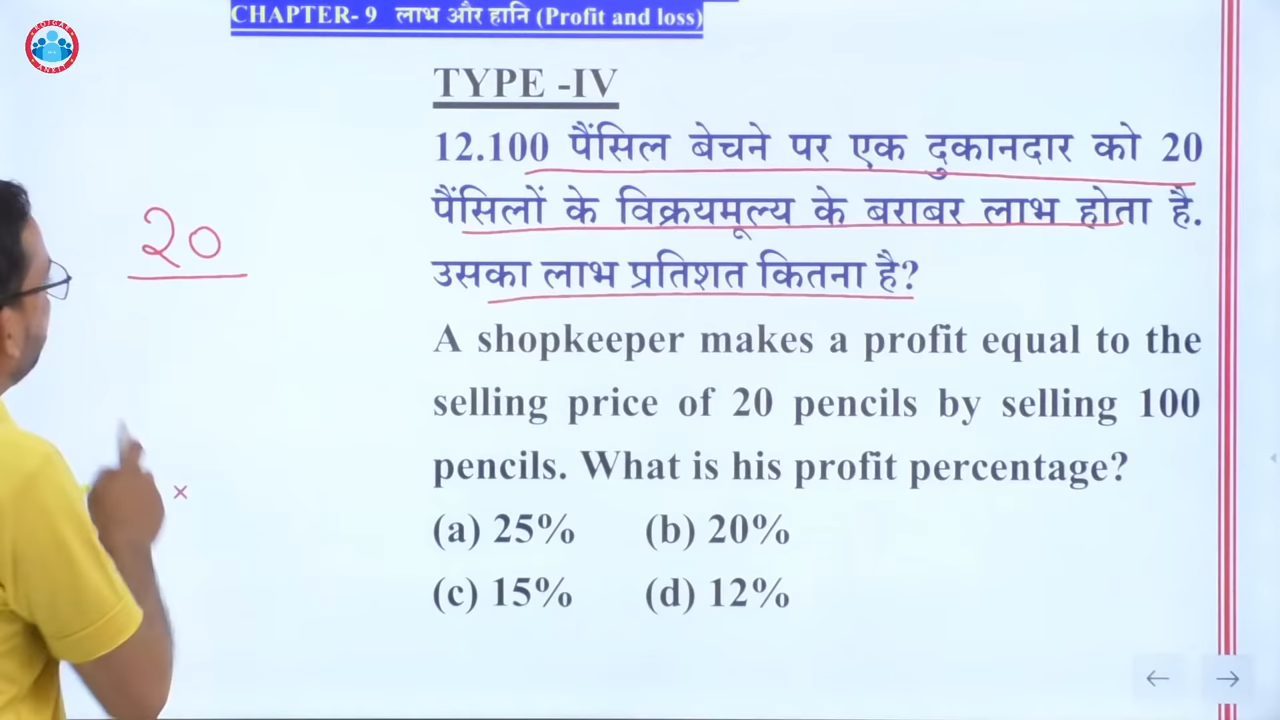 CHAPTER- 9 लाभ और हानि (Profit and loss)
TYPE -IV
12.100 पैंसिल बेचने पर एक दुकानदार को 20
पैंसिलों के विक्रयमूल्य के बराबर लाभ होता है.
उसका लाभ प्रतिशत कितना है?
A shopkeeper makes a profit equal to the
selling price of 20 pencils by selling 100
pencils. What is his profit percentage?
(a) 25% (b) 20%
(c) 15% (d) 12%
20
×